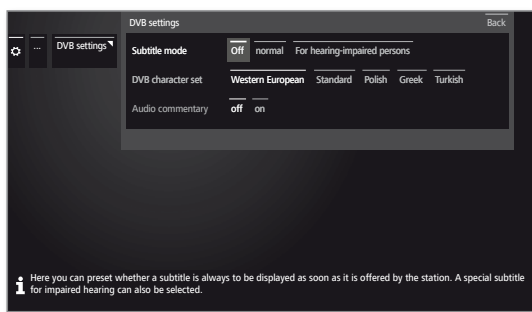 DVB settings Back
... DVB settings
Subtitle mode Off normal For hearing-impaired persons
DVB character set Western European Standard Polish Greek Turkish
Audio commentary off on
Here you can preset whether a subtitle is always to be displayed as soon as it is offered by the station. A special subtitle
for impaired hearing can also be selected.